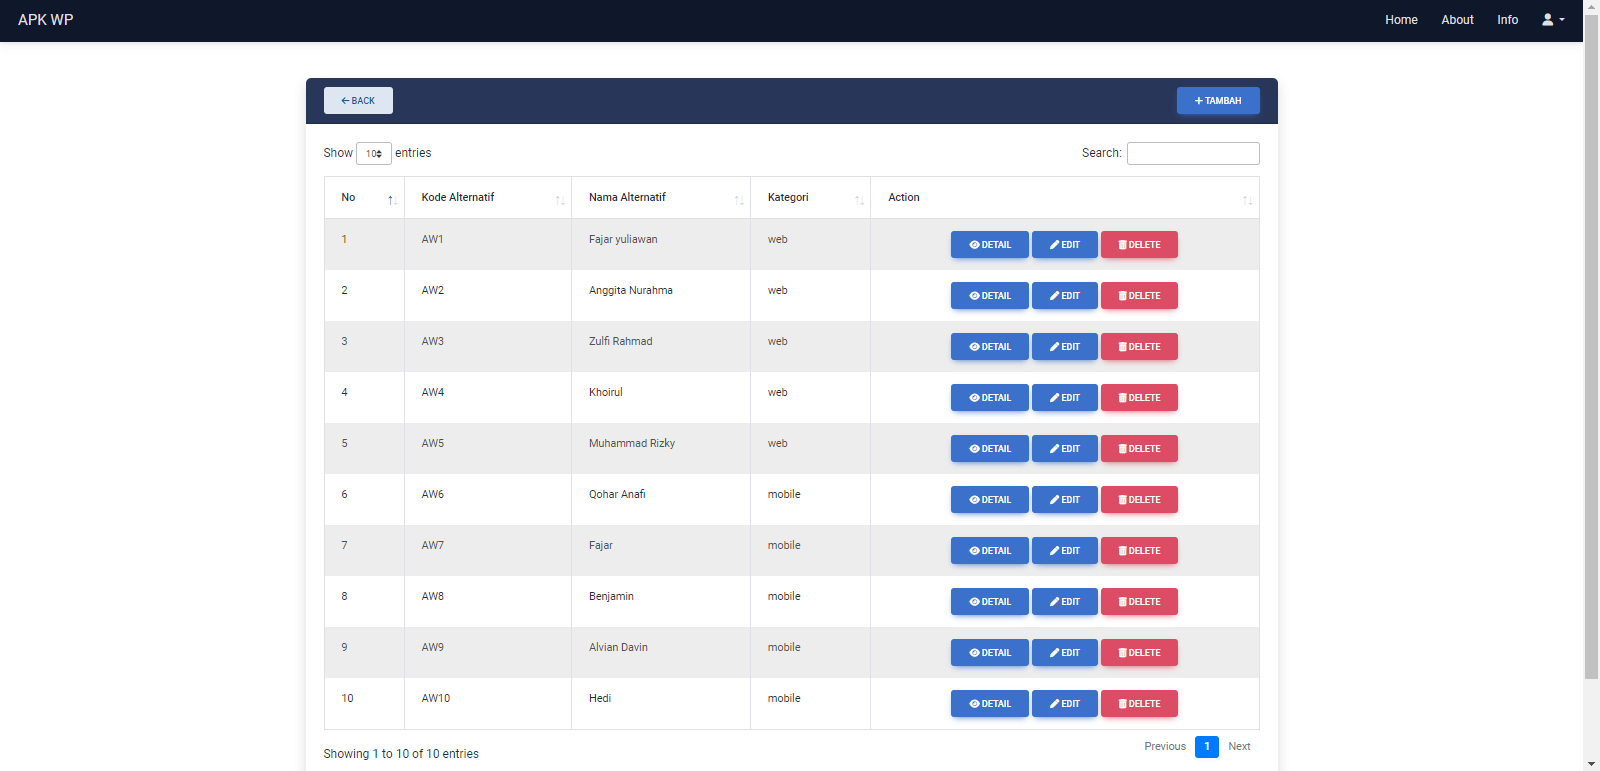 APK WP Home About Info
BACK TAMBAH
Show 10 entries Search:
No Kode Alternatif Nama Alternatif Kategori Action
1 AW1 Fajar yuliawan web DETAIL EDIT DELETE
2 AW2 Anggita Nurahma web DETAIL EDIT DELETE
3 AW3 Zulfi Rahmad web DETAIL EDIT DELETE
4 AW4 Khoirul web DETAIL EDIT DELETE
5 AW5 Muhammad Rizky web DETAIL EDIT DELETE
6 AW6 Qohar Anafi mobile DETAIL EDIT DELETE
7 AW7 Fajar mobile DETAIL EDIT DELETE
8 AW8 Benjamin mobile DETAIL EDIT DELETE
9 AW9 Alvian Davin mobile DETAIL EDIT DELETE
10 AW10 Hedi mobile DETAIL EDIT DELETE
Showing 1 to 10 of 10 entries Previous 1 Next